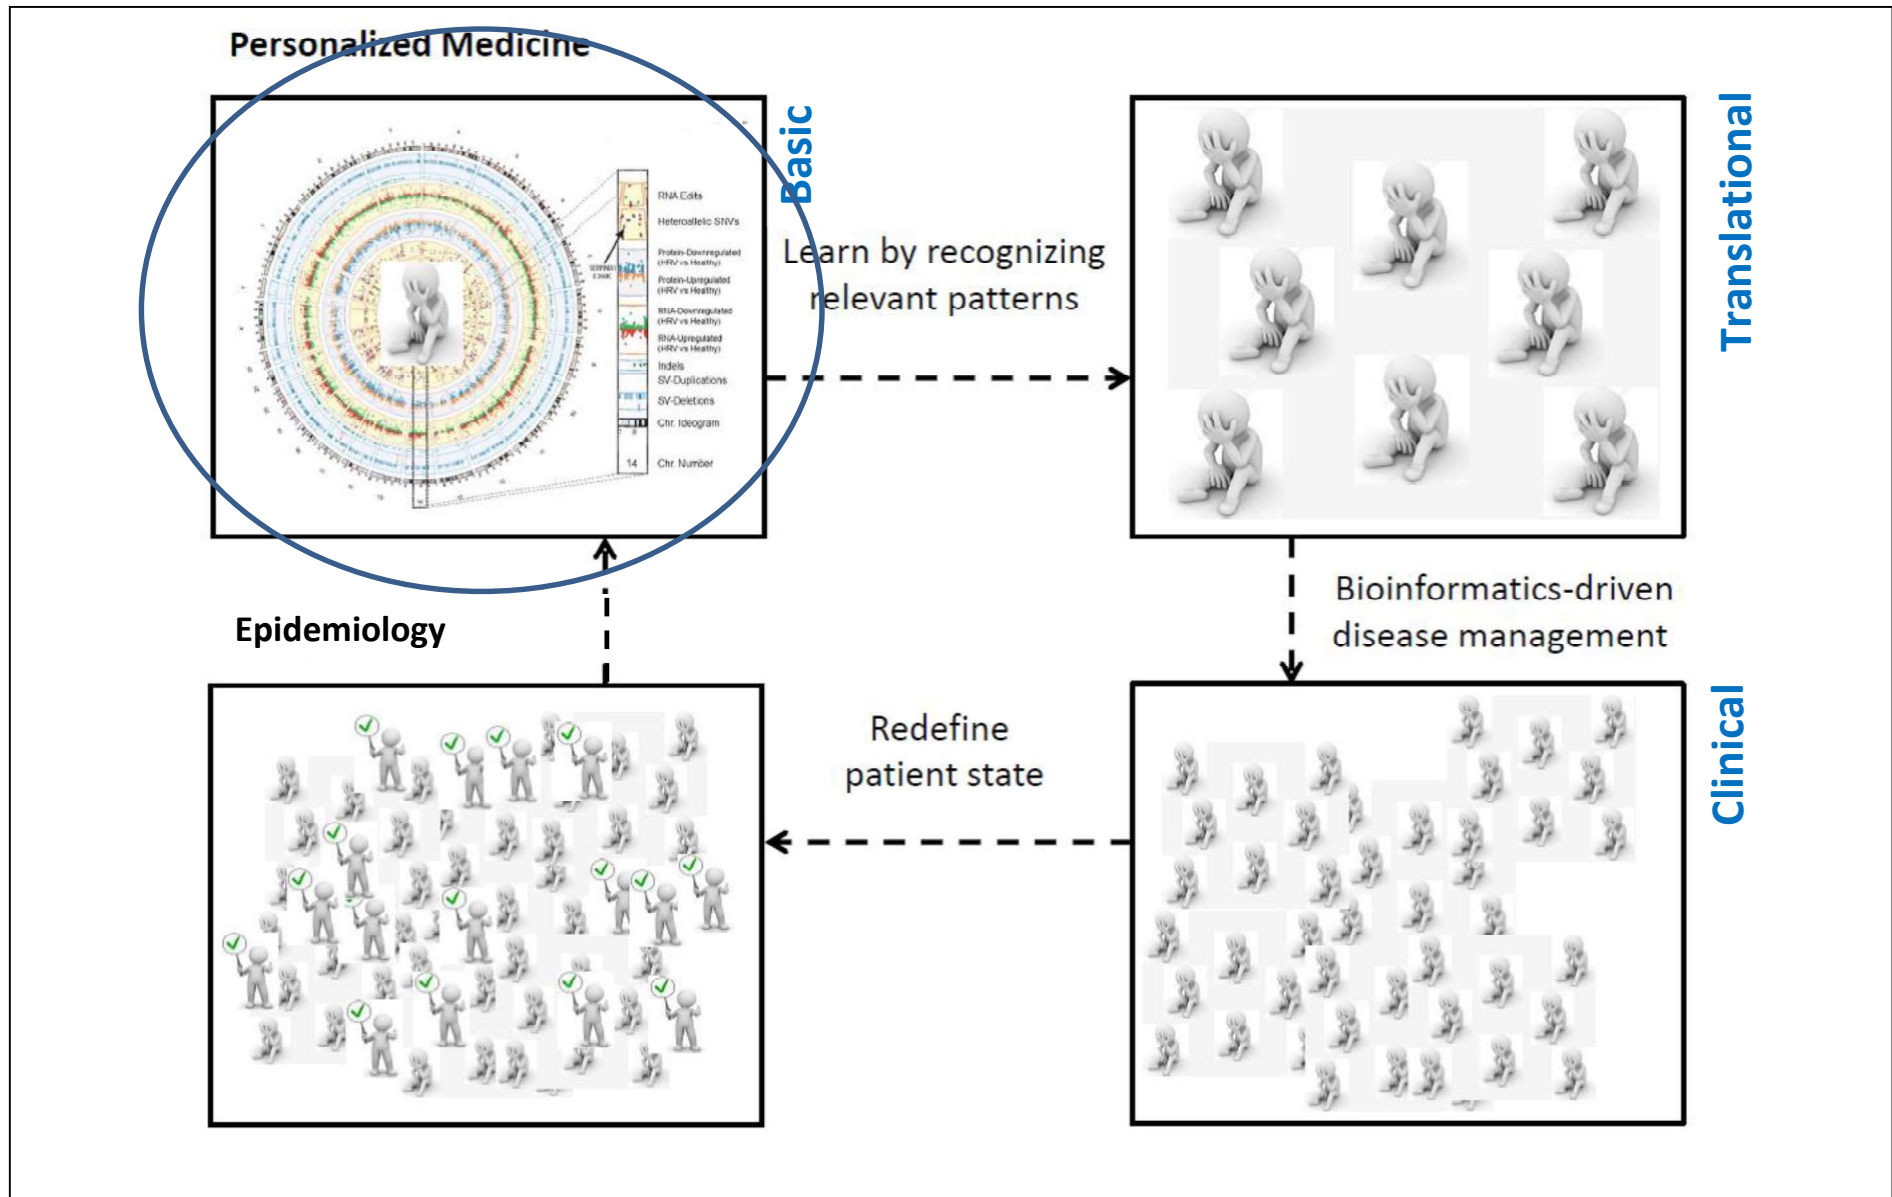 Personalized Medicine
Basic
RNA Edits
Heteroallelic SNVs
Protein-Downregulated
(HRV vs Healthy)
Protein-Upregulated
(HRV vs Healthy)
RNA-Downregulated
(HRV vs Healthy)
RNA-Upregulated
(HRV vs Healthy)
Indels
SV-Duplications
SV-Deletions
Chr. Ideogram
14 Chr. Number
Learn by recognizing
relevant patterns
Translational
Bioinformatics-driven
disease management
Epidemiology
Redefine
patient state
Clinical